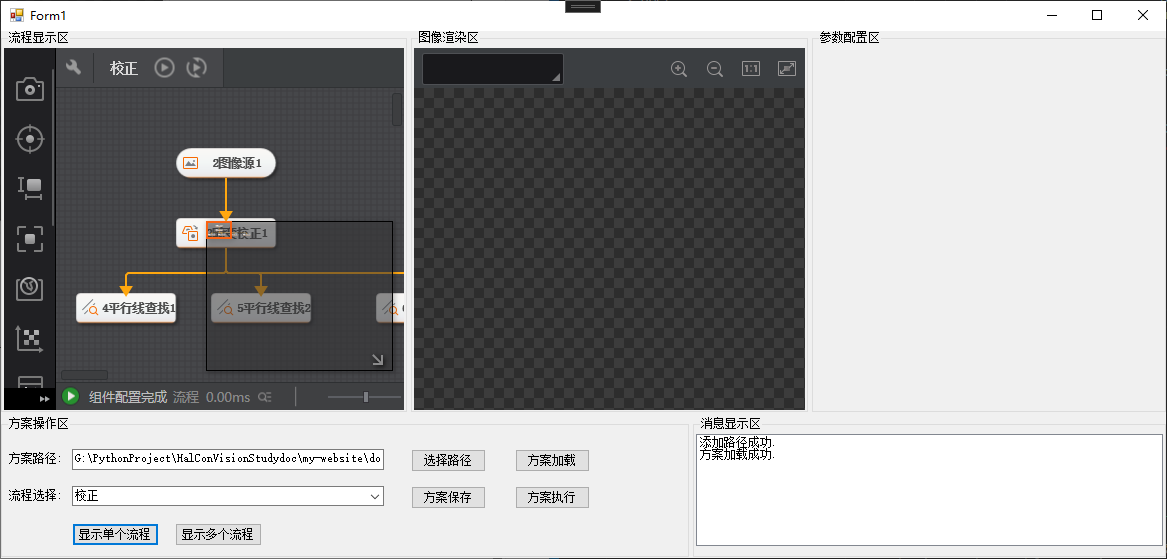 Form1
流程显示区
图像渲染区
参数配置区
校正
1:1
2图像源1
校正1
4平行线查找1
5平行线查找2
组件配置完成 流程 0.00ms
方案操作区
消息显示区
方案路径:
G:\PythonProject\HalConVisionStudydoc\my-website\do
选择路径
方案加载
添加路径成功.
方案加载成功.
流程选择:
校正
方案保存
方案执行
显示单个流程
显示多个流程